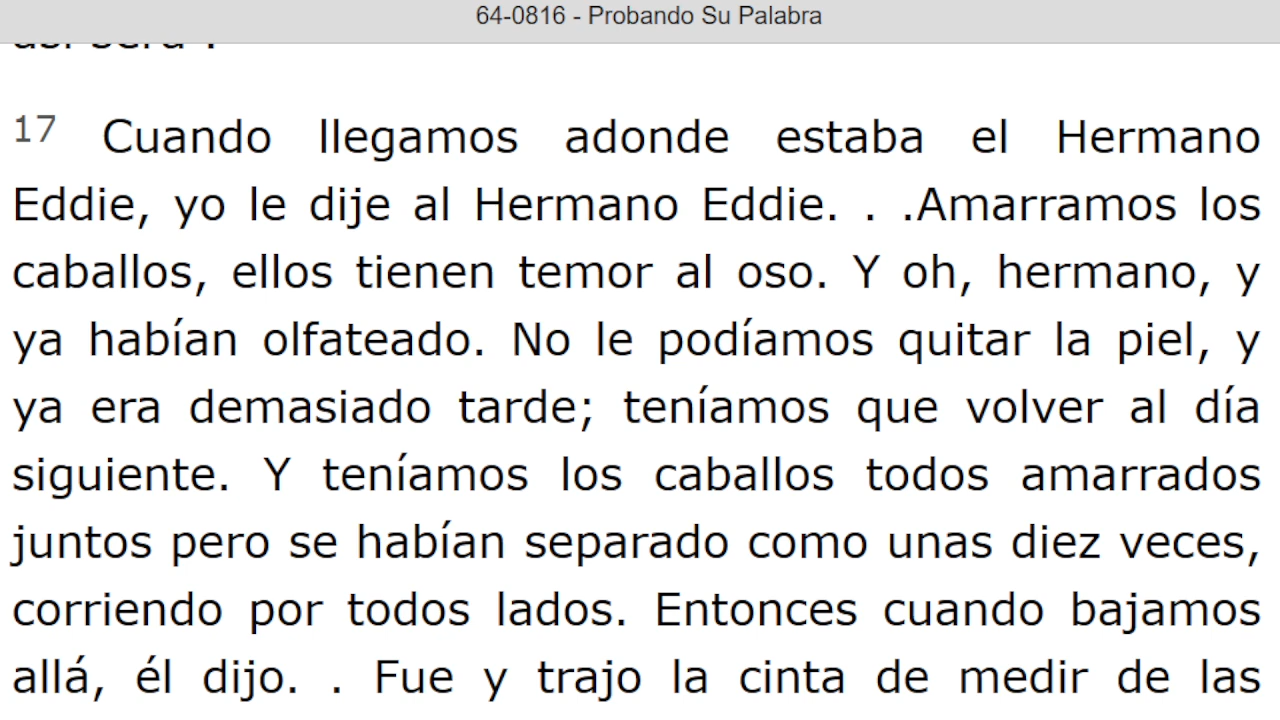 64-0816 - Probando Su Palabra
así será".
17 Cuando llegamos adonde estaba el Hermano
Eddie, yo le dije al Hermano Eddie. . .Amarramos los
caballos, ellos tienen temor al oso. Y oh, hermano, y
ya habían olfateado. No le podíamos quitar la piel, y
ya era demasiado tarde; teníamos que volver al día
siguiente. Y teníamos los caballos todos amarrados
juntos pero se habían separado como unas diez veces,
corriendo por todos lados. Entonces cuando bajamos
allá, él dijo. . Fue y trajo la cinta de medir de las